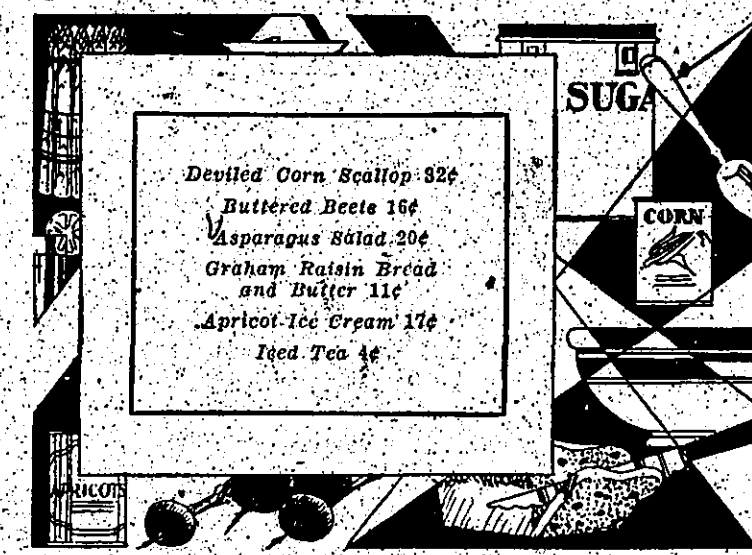 SUGA
CORN
Deviled Corn Scallop 32¢
Buttered Beets 16¢
Asparagus Salad 20¢
Graham Raisin Bread
and Butter 11¢
Apricot Ice Cream 17¢
Iced Tea 4¢
RICOTS